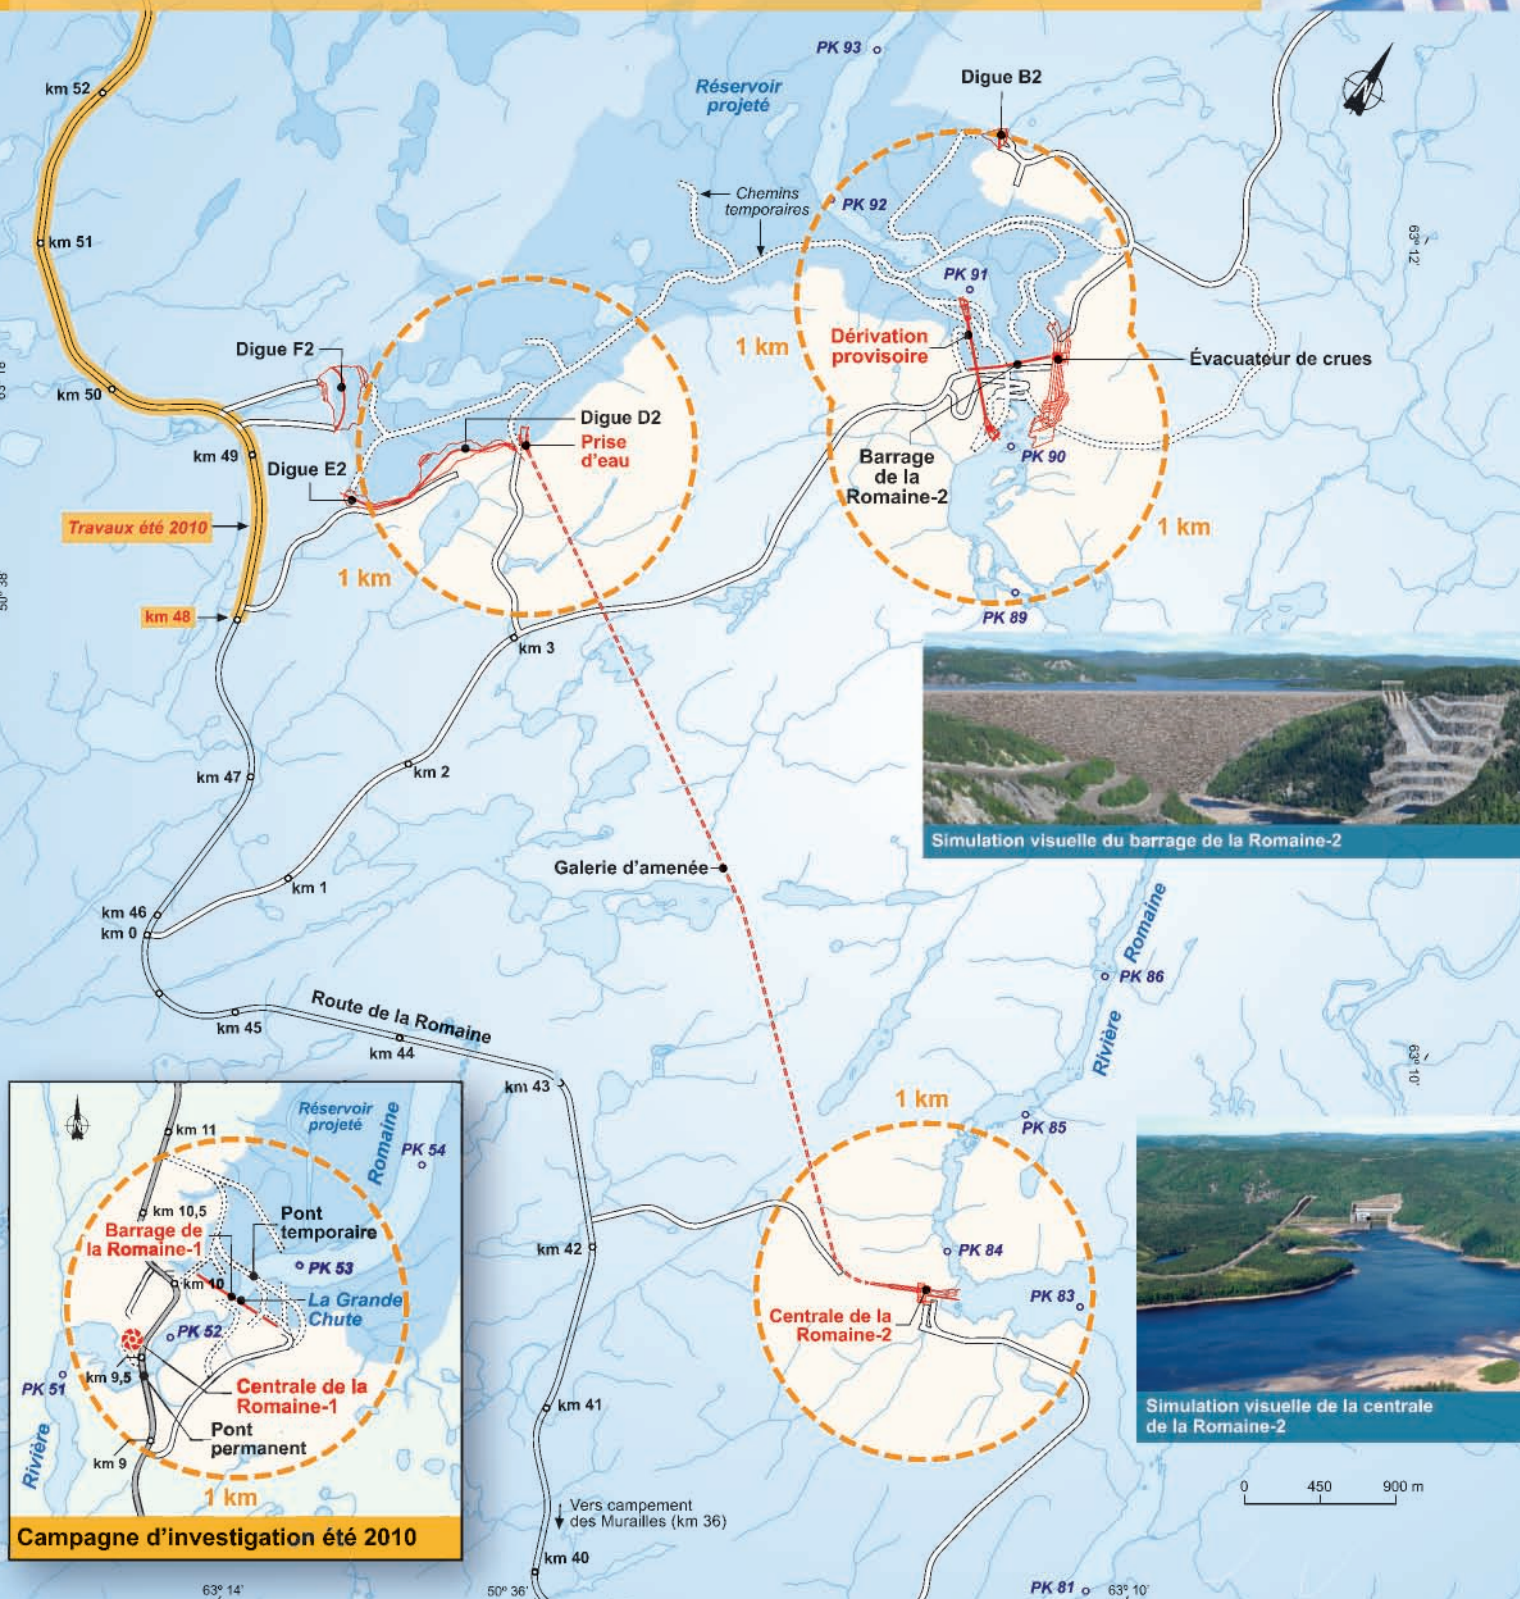 PK 93
Digue B2
km 52
Réservoir
projeté
Chemins
temporaires
PK 92
km 51
63° 12'
PK 91
Dérivation
provisoire
1 km
Digue F2
Évacuateur de crues
km 50
Digue D2
Prise
d'eau
km 49
Digue E2
PK 90
Barrage
de la
Romaine-2
Travaux été 2010
1 km
1 km
50° 38'
km 48
PK 89
km 3
km 47
km 2
Simulation visuelle du barrage de la Romaine-2
Galerie d'amenée
km 1
km 46
km 0
Rivière Romaine
PK 86
Route de la Romaine
km 45
km 44
km 43
63° 10'
1 km
PK 85
km 42
PK 84
PK 83
Centrale de la
Romaine-2
km 41
Simulation visuelle de la centrale
de la Romaine-2
0 450 900 m
Vers campement
des Murailles (km 36)
km 40
Réservoir
projeté
Romaine
km 11
PK 54
km 10,5
Pont
temporaire
Barrage de
la Romaine-1
PK 53
km 10
La Grande
Chute
PK 52
km 9,5
PK 51
Centrale de la
Romaine-1
Pont
permanent
Rivière
km 9
1 km
Campagne d'investigation été 2010
63° 14'
50° 36'
PK 81
63° 10'